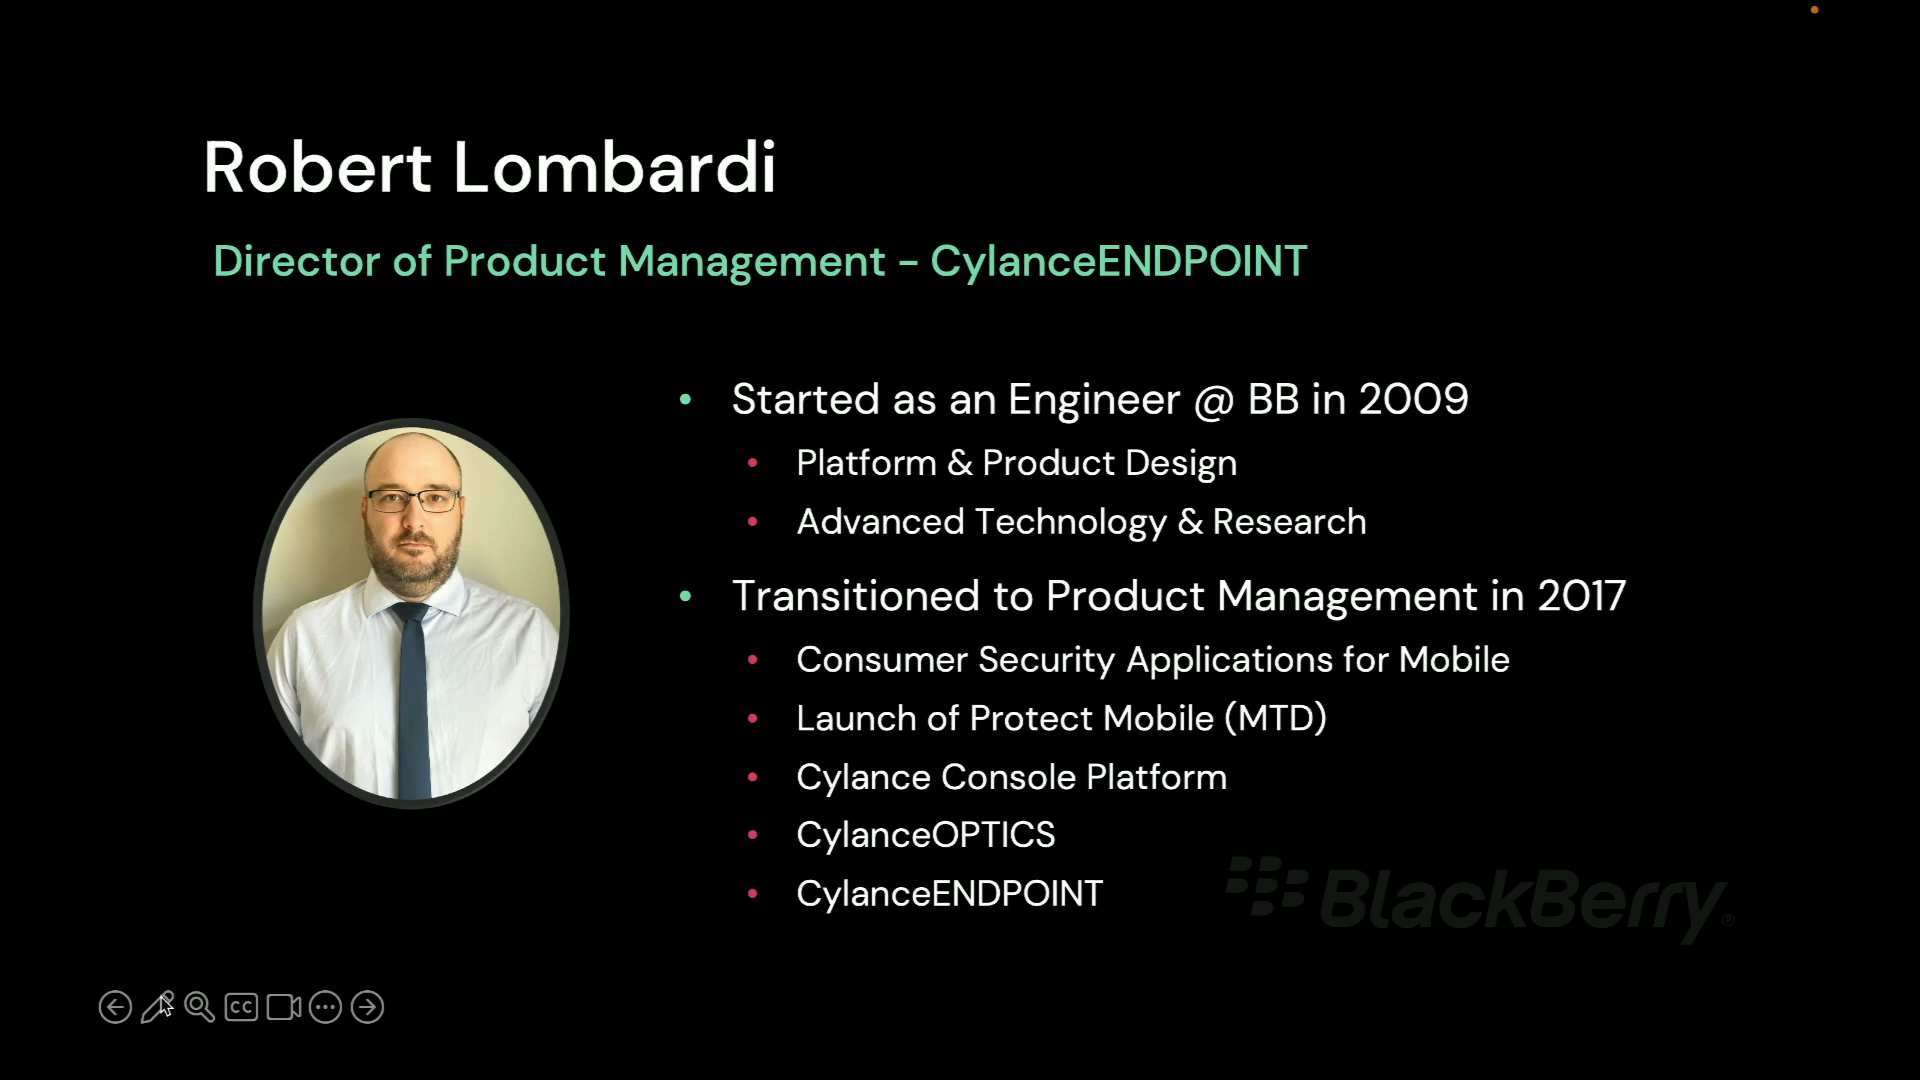 Robert Lombardi
Director of Product Management - CylanceENDPOINT
• Started as an Engineer @ BB in 2009
• Platform & Product Design
• Advanced Technology & Research
• Transitioned to Product Management in 2017
• Consumer Security Applications for Mobile
• Launch of Protect Mobile (MTD)
• Cylance Console Platform
• CylanceOPTICS
• CylanceENDPOINT
BlackBerry®
CC